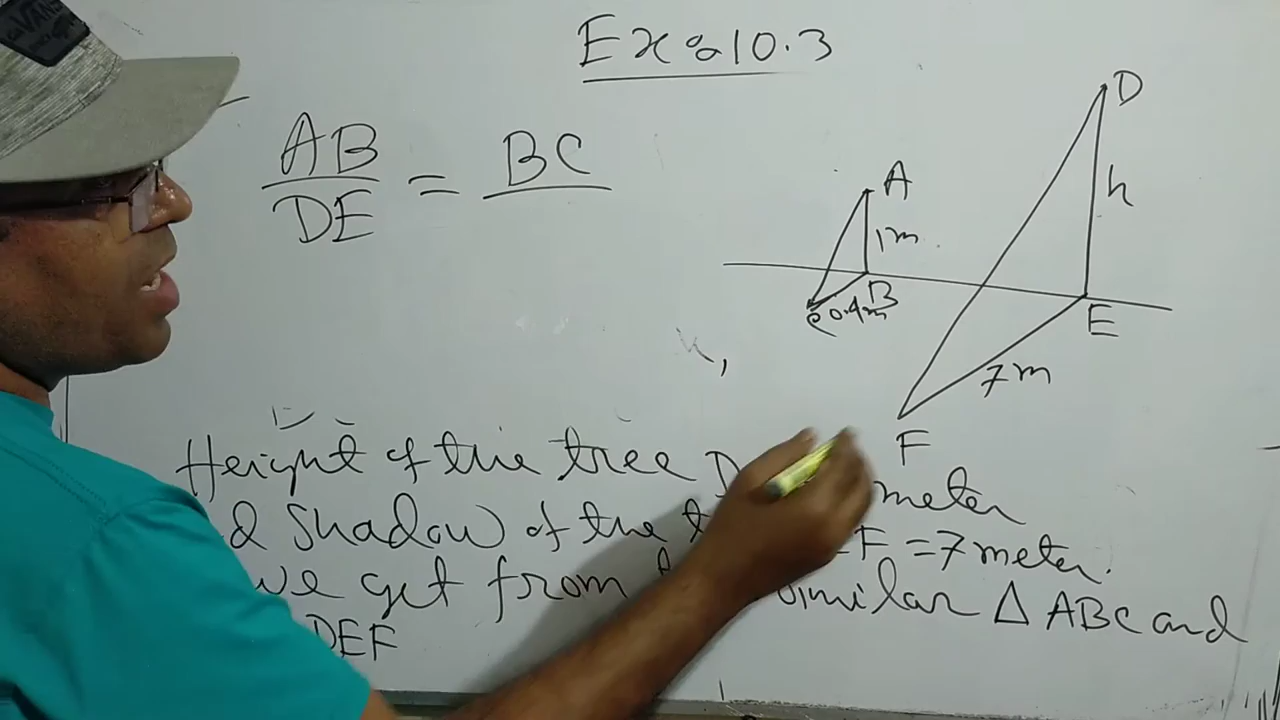 VANS
Ex: 10.3
AB = BC
DE
D
h
A
1m
B
C 0.4m
E
7m
F
Height of the tree D meter
& shadow of the t F = 7 meter.
we get from similar Δ ABC and
DEF